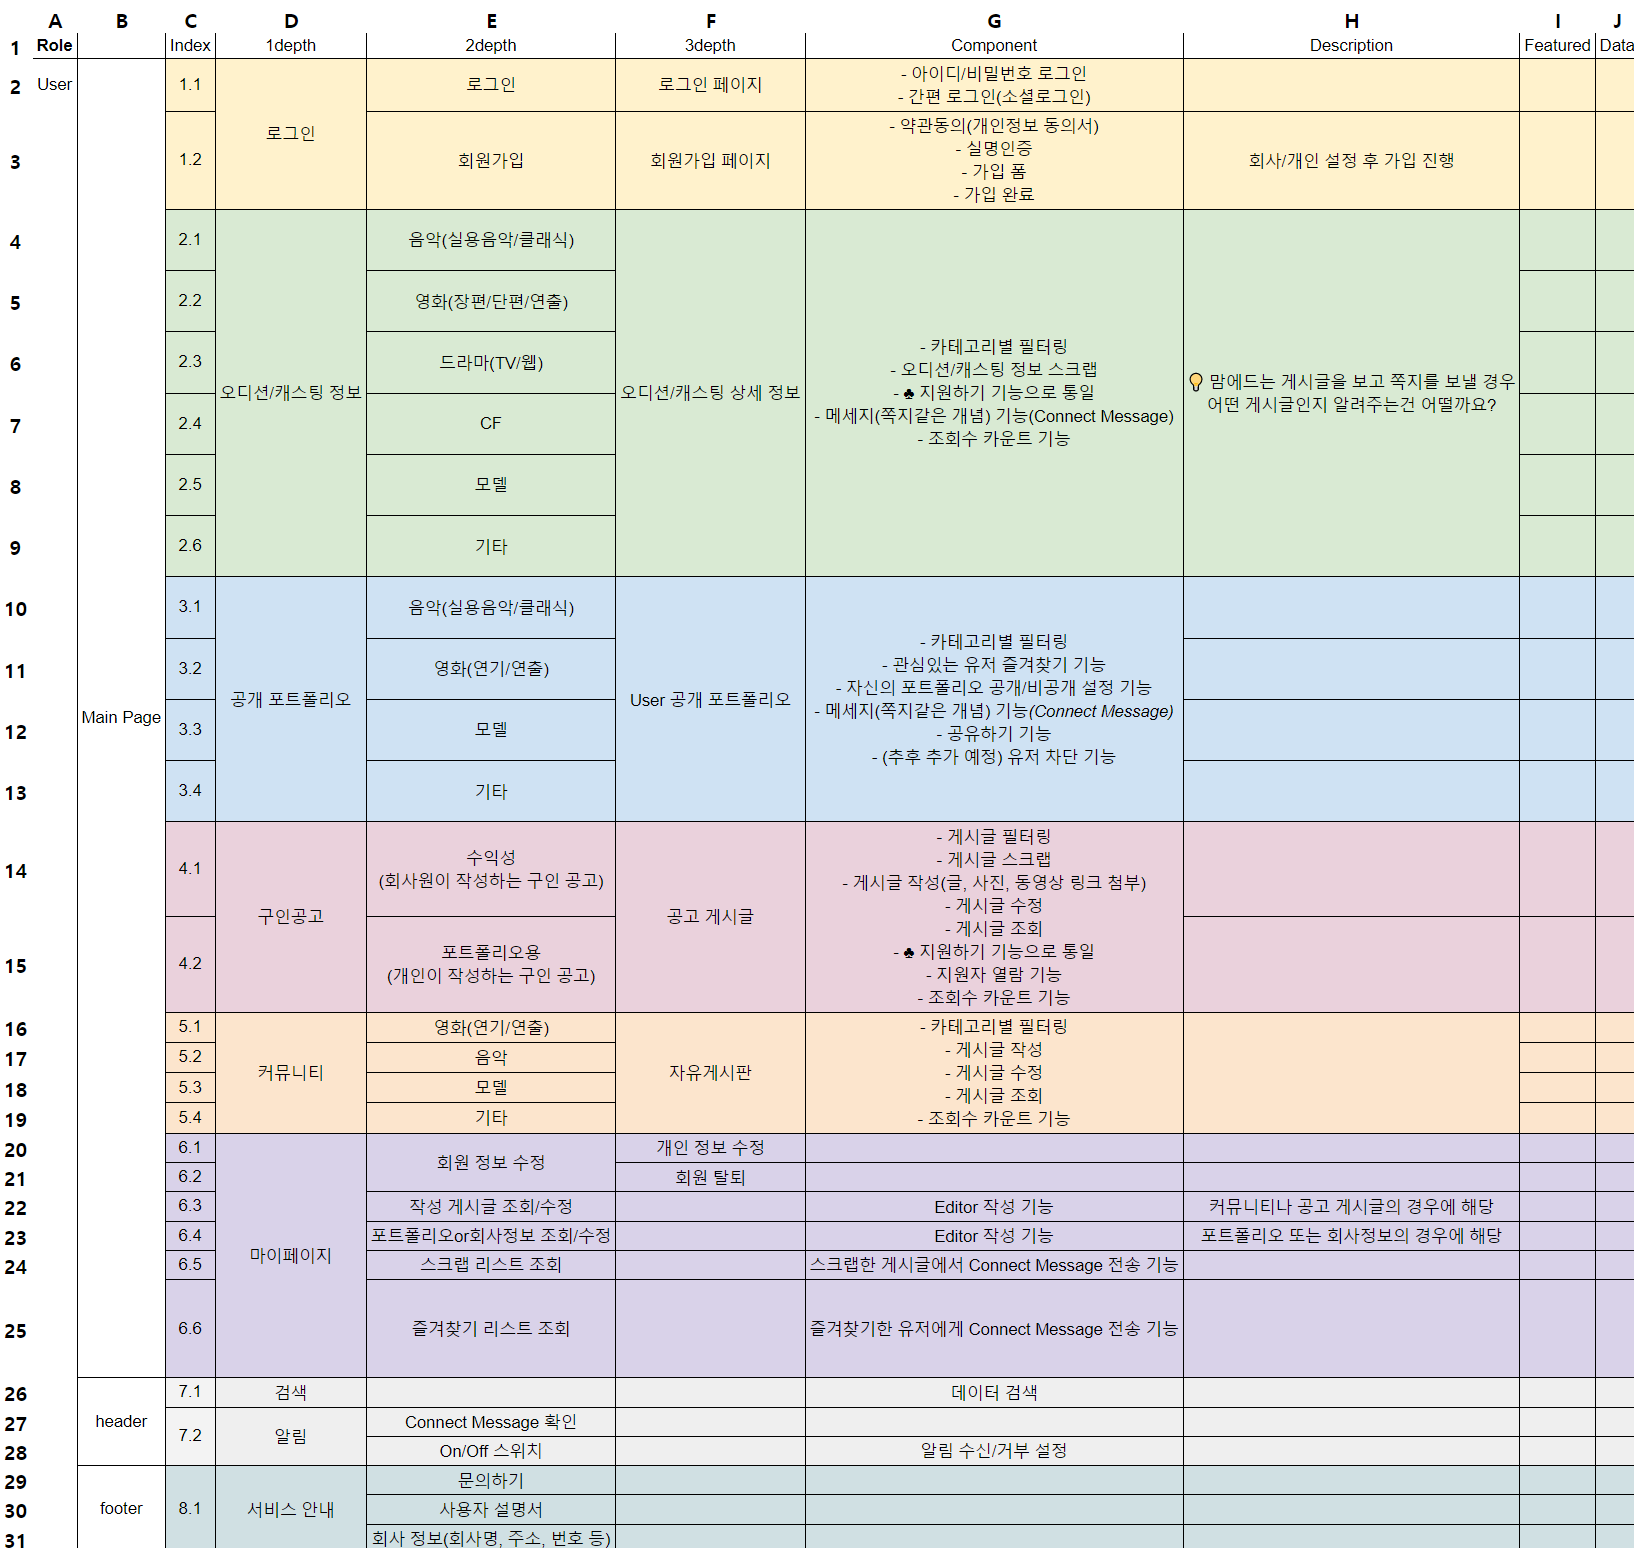 A B C D E F G H I J
1 Role Index 1depth 2depth 3depth Component Description Featured Data
2 User 1.1 로그인 로그인 로그인 페이지
- 아이디/비밀번호 로그인
- 간편 로그인(소셜로그인)
3 1.2 회원가입 회원가입 페이지
- 약관동의(개인정보 동의서)
- 실명인증
- 가입 폼
- 가입 완료
회사/개인 설정 후 가입 진행
Main Page
4 2.1 음악(실용음악/클래식)
5 2.2 영화(장편/단편/연출)
6 2.3 드라마(TV/웹)
오디션/캐스팅 정보
오디션/캐스팅 상세 정보
- 카테고리별 필터링
- 오디션/캐스팅 정보 스크랩
- ♣ 지원하기 기능으로 통일
- 메세지(쪽지같은 개념) 기능(Connect Message)
- 조회수 카운트 기능
💡 맘에드는 게시글을 보고 쪽지를 보낼 경우
어떤 게시글인지 알려주는건 어떨까요?
7 2.4 CF
8 2.5 모델
9 2.6 기타
10 3.1 음악(실용음악/클래식)
11 3.2 영화(연기/연출)
공개 포트폴리오
User 공개 포트폴리오
- 카테고리별 필터링
- 관심있는 유저 즐겨찾기 기능
- 자신의 포트폴리오 공개/비공개 설정 기능
- 메세지(쪽지같은 개념) 기능(Connect Message)
- 공유하기 기능
- (추후 추가 예정) 유저 차단 기능
12 3.3 모델
13 3.4 기타
14 4.1 수익성
(회사원이 작성하는 구인 공고)
구인공고
공고 게시글
- 게시글 필터링
- 게시글 스크랩
- 게시글 작성(글, 사진, 동영상 링크 첨부)
- 게시글 수정
- 게시글 조회
- ♣ 지원하기 기능으로 통일
- 지원자 열람 기능
- 조회수 카운트 기능
15 4.2 포트폴리오용
(개인이 작성하는 구인 공고)
16 5.1 영화(연기/연출)
17 5.2 음악
커뮤니티
자유게시판
- 카테고리별 필터링
- 게시글 작성
- 게시글 수정
- 게시글 조회
- 조회수 카운트 기능
18 5.3 모델
19 5.4 기타
20 6.1 회원 정보 수정 개인 정보 수정
21 6.2 회원 탈퇴
22 6.3 작성 게시글 조회/수정 Editor 작성 기능 커뮤니티나 공고 게시글의 경우에 해당
23 6.4 포트폴리오or회사정보 조회/수정 Editor 작성 기능 포트폴리오 또는 회사정보의 경우에 해당
마이페이지
24 6.5 스크랩 리스트 조회 스크랩한 게시글에서 Connect Message 전송 기능
25 6.6 즐겨찾기 리스트 조회 즐겨찾기한 유저에게 Connect Message 전송 기능
26 header 7.1 검색 데이터 검색
27 7.2 알림 Connect Message 확인
28 On/Off 스위치 알림 수신/거부 설정
29 문의하기
30 footer 8.1 서비스 안내 사용자 설명서
31 회사 정보(회사명, 주소, 번호 등)